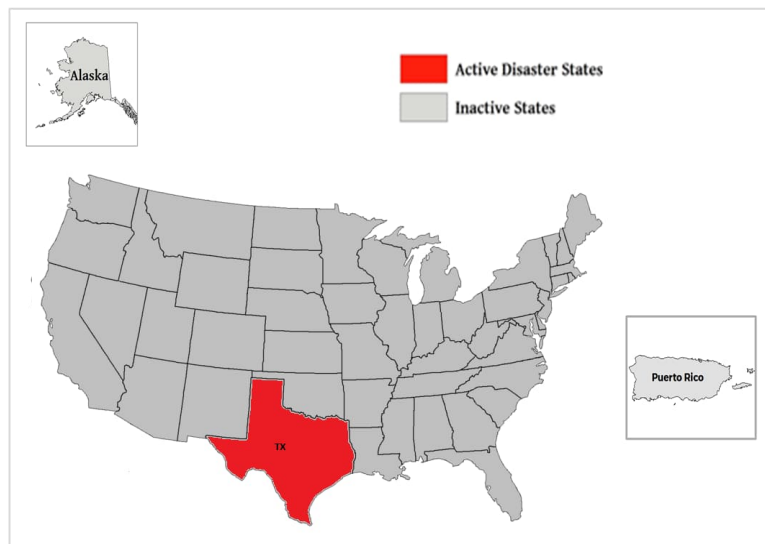 Alaska
Active Disaster States
Inactive States
Puerto Rico
TX